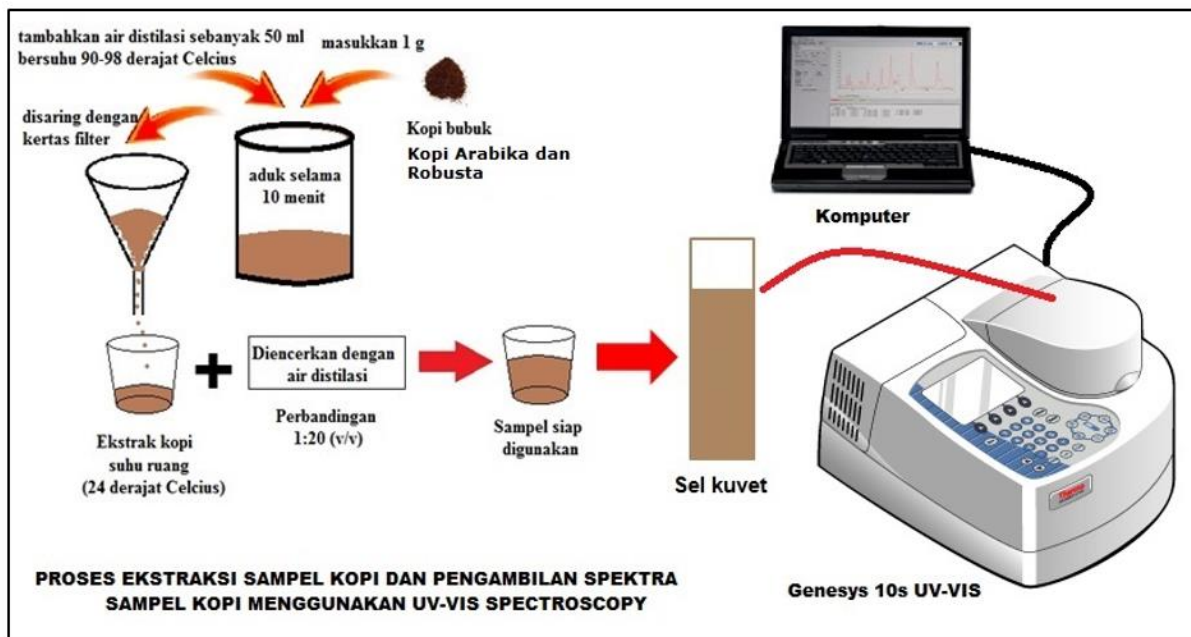 tambahkan air distilasi sebanyak 50 ml
bersuhu 90-98 derajat Celcius
masukkan 1 g
disaring dengan
kertas filter
Kopi bubuk
Kopi Arabika dan
Robusta
aduk selama
10 menit
Komputer
Diencerkan dengan
air distilasi
Perbandingan
1:20 (v/v)
Ekstrak kopi
suhu ruang
(24 derajat Celcius)
Sampel siap
digunakan
Sel kuvet
Thermo
Genesys 10s UV-VIS
PROSES EKSTRAKSI SAMPEL KOPI DAN PENGAMBILAN SPEKTRA
SAMPEL KOPI MENGGUNAKAN UV-VIS SPECTROSCOPY